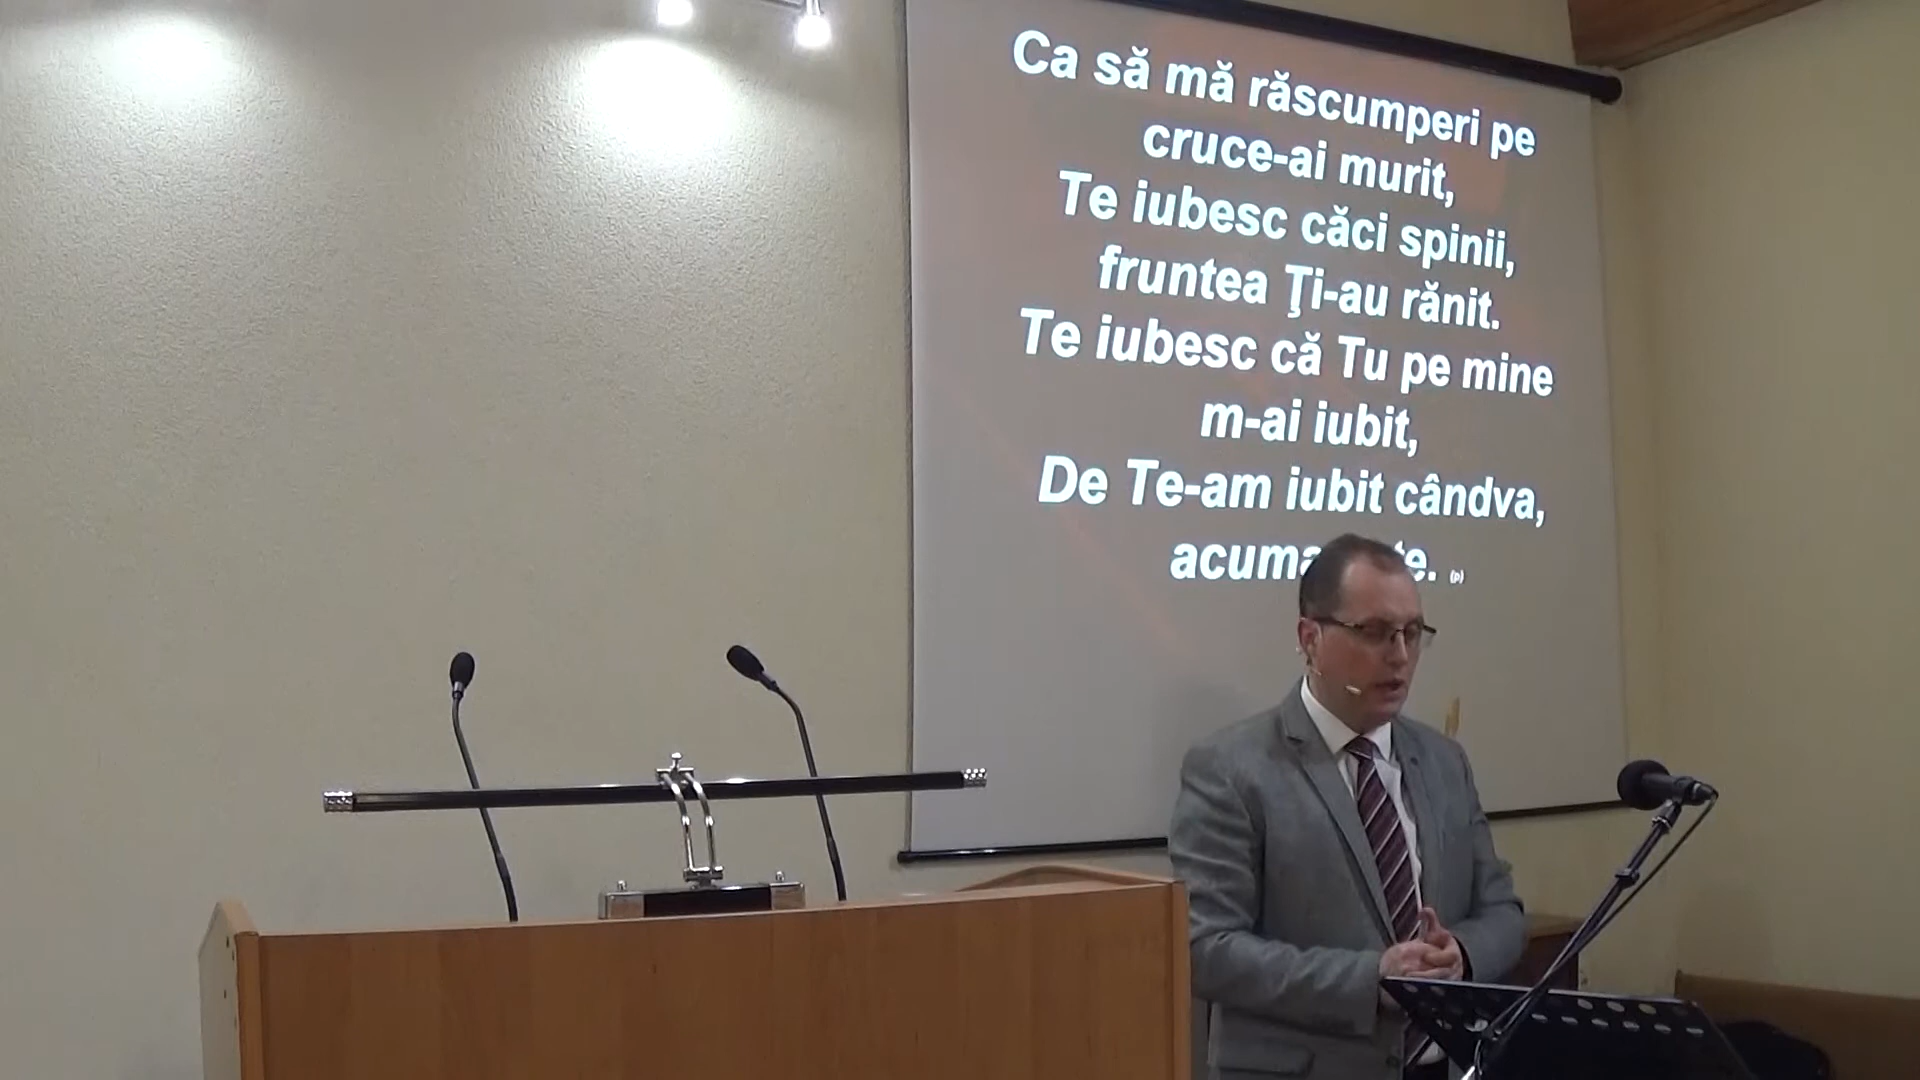 Ca să mă răscumperi pe
cruce-ai murit,
Te iubesc căci spinii,
fruntea Ţi-au rănit.
Te iubesc că Tu pe mine
m-ai iubit,
De Te-am iubit cândva,
acuma (p)